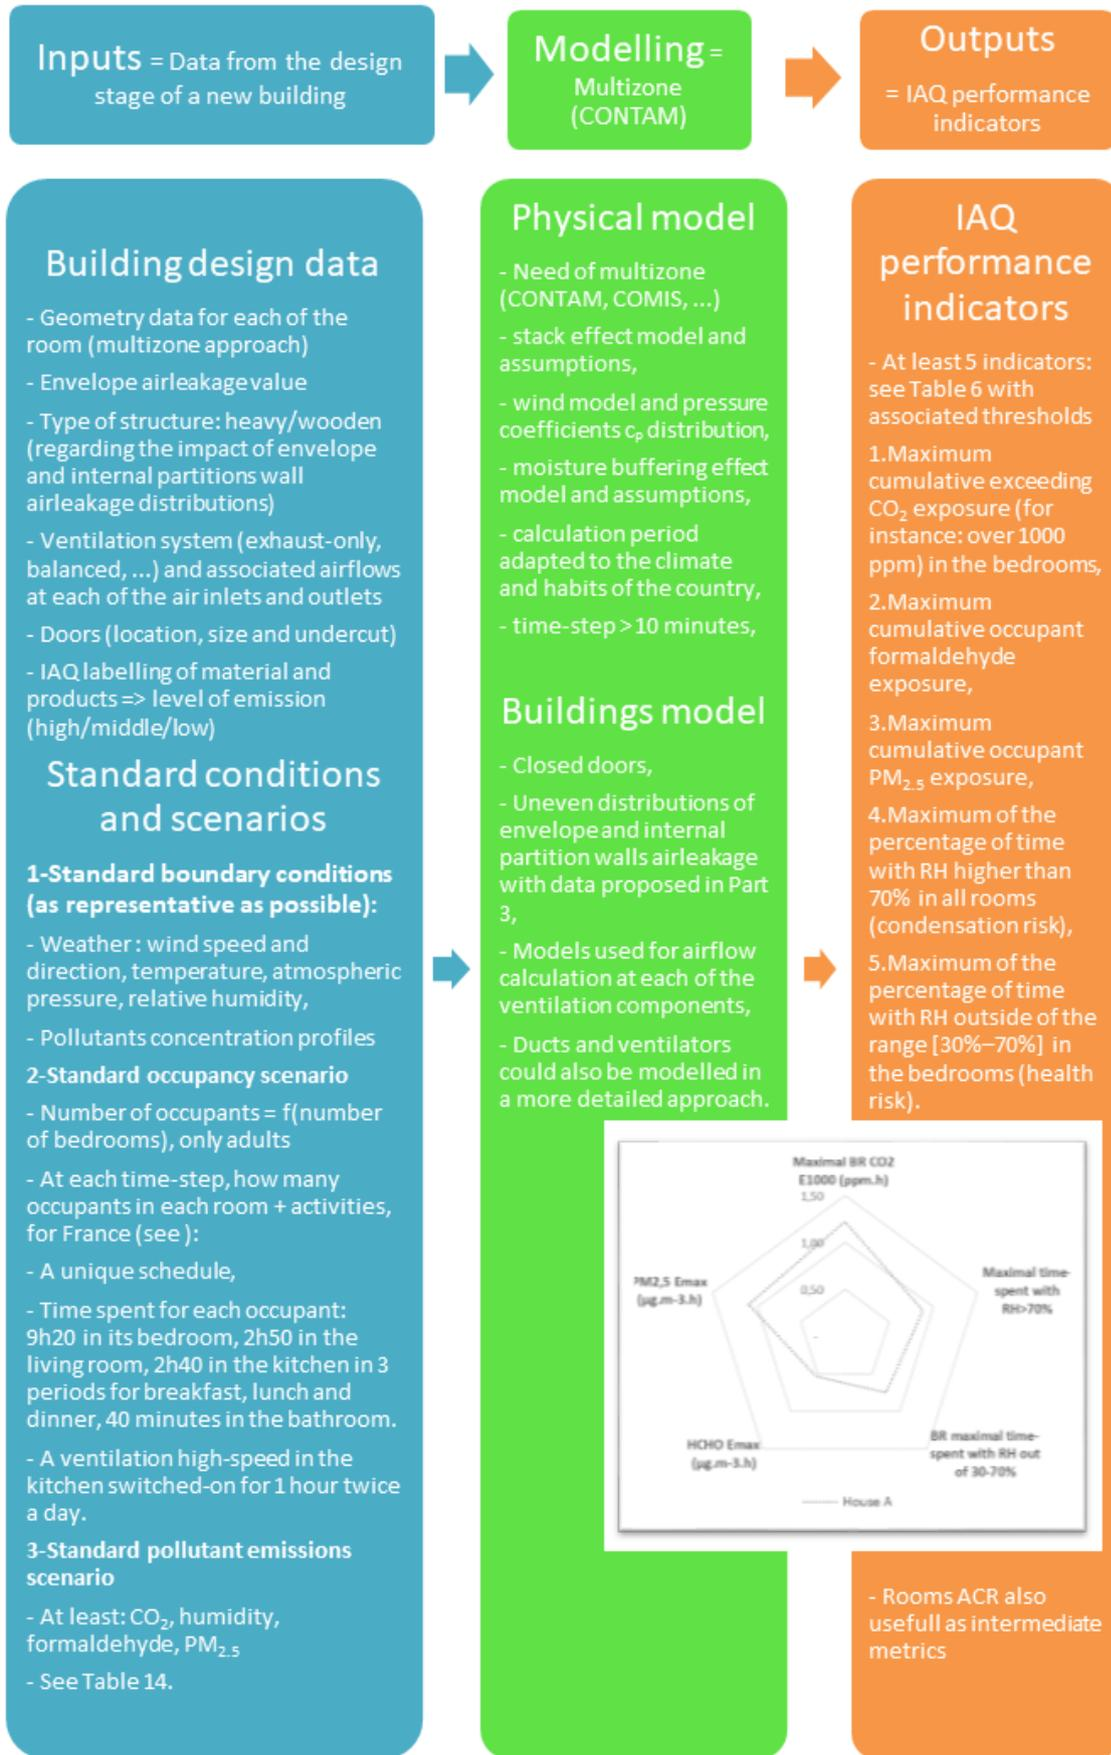 Inputs = Data from the design
stage of a new building
Modelling =
Multizone
(CONTAM)
Outputs
= IAQ performance
indicators
Building design data
- Geometry data for each of the
room (multizone approach)
- Envelope airleakage value
- Type of structure: heavy/wooden
(regarding the impact of envelope
and internal partitions wall
airleakage distributions)
- Ventilation system (exhaust-only,
balanced, ...) and associated airflows
at each of the air inlets and outlets
- Doors (location, size and undercut)
- IAQ labelling of material and
products => level of emission
(high/middle/low)
Standard conditions
and scenarios
1-Standard boundary conditions
(as representative as possible):
- Weather : wind speed and
direction, temperature, atmospheric
pressure, relative humidity,
- Pollutants concentration profiles
2-Standard occupancy scenario
- Number of occupants = f(number
of bedrooms), only adults
- At each time-step, how many
occupants in each room + activities,
for France (see ):
- A unique schedule,
- Time spent for each occupant:
9h20 in its bedroom, 2h50 in the
living room, 2h40 in the kitchen in 3
periods for breakfast, lunch and
dinner, 40 minutes in the bathroom.
- A ventilation high-speed in the
kitchen switched-on for 1 hour twice
a day.
3-Standard pollutant emissions
scenario
- At least: CO₂, humidity,
formaldehyde, PM₂.₅
- See Table 14.
Physical model
- Need of multizone
(CONTAM, COMIS, ...)
- stack effect model and
assumptions,
- wind model and pressure
coefficients cₚ distribution,
- moisture buffering effect
model and assumptions,
- calculation period
adapted to the climate
and habits of the country,
- time-step >10 minutes,
Buildings model
- Closed doors,
- Uneven distributions of
envelope and internal
partition walls airleakage
with data proposed in Part
3,
- Models used for airflow
calculation at each of the
ventilation components,
- Ducts and ventilators
could also be modelled in
a more detailed approach.
IAQ
performance
indicators
- At least 5 indicators:
see Table 6 with
associated thresholds
1.Maximum
cumulative exceeding
CO₂ exposure (for
instance: over 1000
ppm) in the bedrooms,
2.Maximum
cumulative occupant
formaldehyde
exposure,
3.Maximum
cumulative occupant
PM₂.₅ exposure,
4.Maximum of the
percentage of time
with RH higher than
70% in all rooms
(condensation risk),
5.Maximum of the
percentage of time
with RH outside of the
range [30%–70%] in
the bedrooms (health
risk).
Maximal BR CO2
E1000 (ppm.h)
1,50
1,00
0,50
-
PM2,5 Emax
(µg.m-3.h)
Maximal time-
spent with
RH>70%
HCHO Emax
(µg.m-3.h)
BR maximal time-
spent with RH out
of 30-70%
House A
- Rooms ACR also
usefull as intermediate
metrics